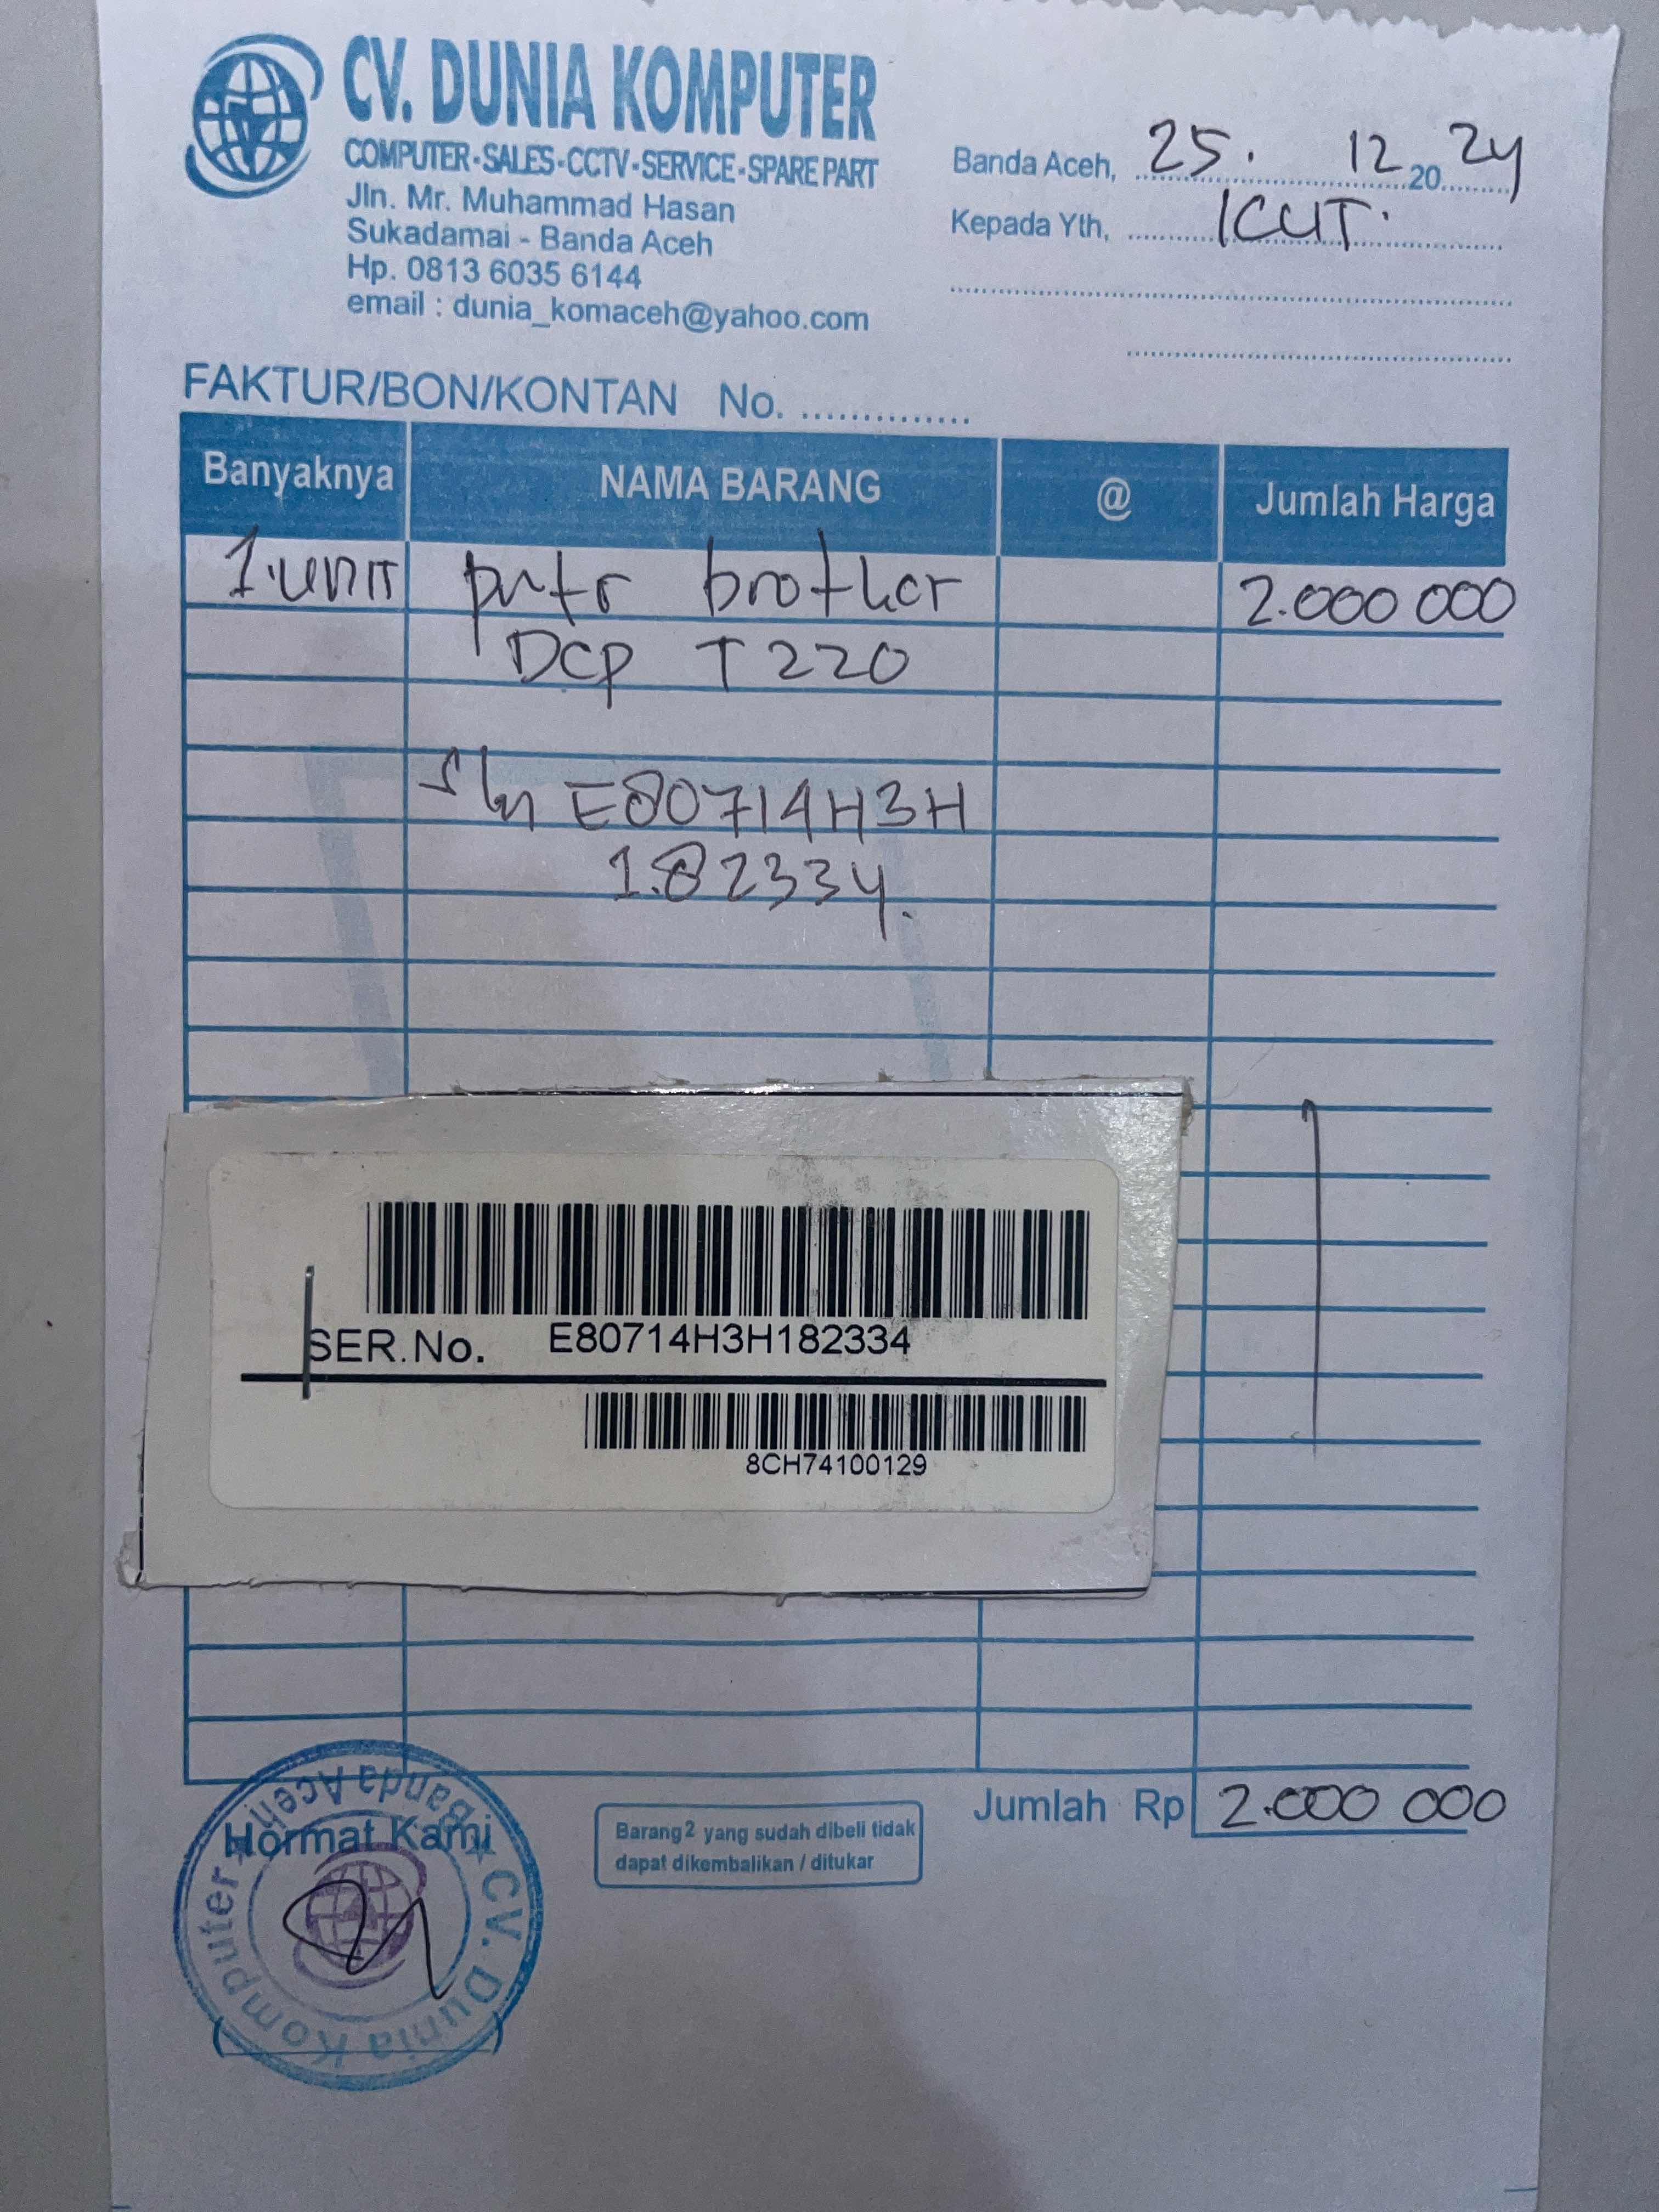 CV. DUNIA KOMPUTER
COMPUTER-SALES-CCTV-SERVICE-SPARE PART
Jln. Mr. Muhammad Hasan
Sukadamai - Banda Aceh
Hp. 0813 6035 6144
email : dunia_komaceh@yahoo.com
Banda Aceh, 25. 12 20 24
Kepada Yth, ICUT.
FAKTUR/BON/KONTAN No. ..............
Banyaknya NAMA BARANG @ Jumlah Harga
1.unit prntr brother 2.000 000
DCP T220
S/n E80714H3H
1.82334.
SER.No. E80714H3H182334
8CH74100129
Jumlah Rp 2.000 000
Barang2 yang sudah dibeli tidak
dapat dikembalikan / ditukar
Hormat Kami
CV. Dunia Komputer
Banda Aceh